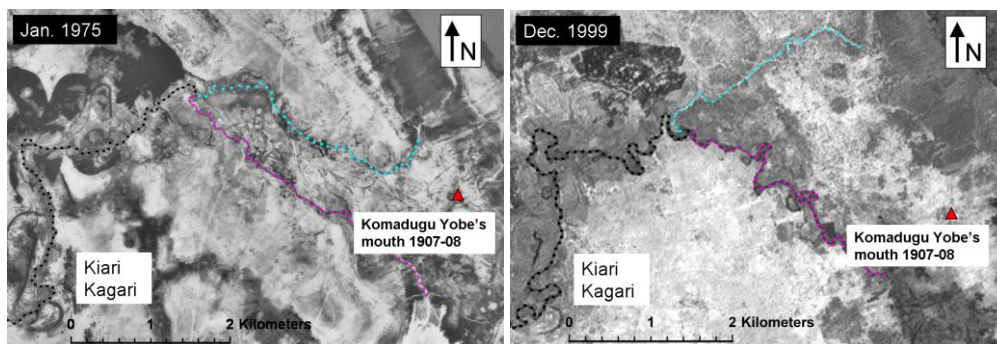 Jan. 1975
N
Komadugu Yobe's
mouth 1907-08
Kiari
Kagari
0 1 2 Kilometers
Dec. 1999
N
Komadugu Yobe's
mouth 1907-08
Kiari
Kagari
0 1 2 Kilometers